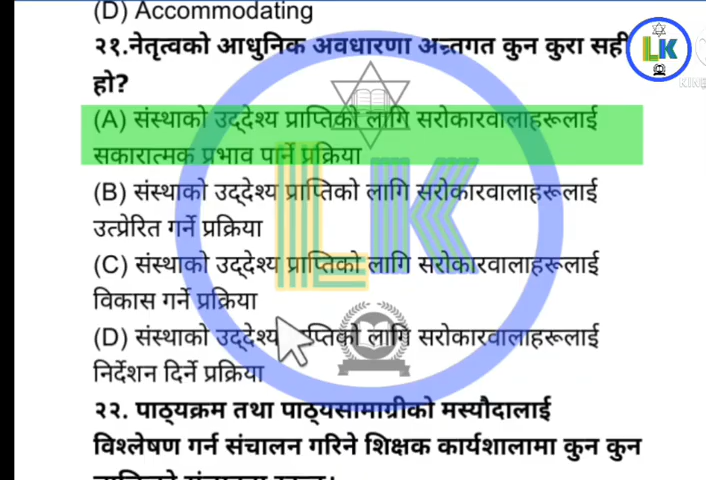 (D) Accommodating
२१.नेतृत्वको आधुनिक अवधारणा अन्र्तगत कुन कुरा सही
हो?
(A) संस्थाको उद्देश्य प्राप्तिको लागि सरोकारवालाहरूलाई
सकारात्मक प्रभाव पार्ने प्रक्रिया
(B) संस्थाको उद्देश्य प्राप्तिको लागि सरोकारवालाहरूलाई
उत्प्रेरित गर्ने प्रक्रिया
(C) संस्थाको उद्देश्य प्राप्तिको लागि सरोकारवालाहरूलाई
विकास गर्ने प्रक्रिया
(D) संस्थाको उद्देश्य प्राप्तिको लागि सरोकारवालाहरूलाई
निर्देशन दिर्ने प्रक्रिया
२२. पाठ्यक्रम तथा पाठ्यसामाग्रीको मस्यौदालाई
विश्लेषण गर्न संचालन गरिने शिक्षक कार्यशालामा कुन कुन
LK
LK